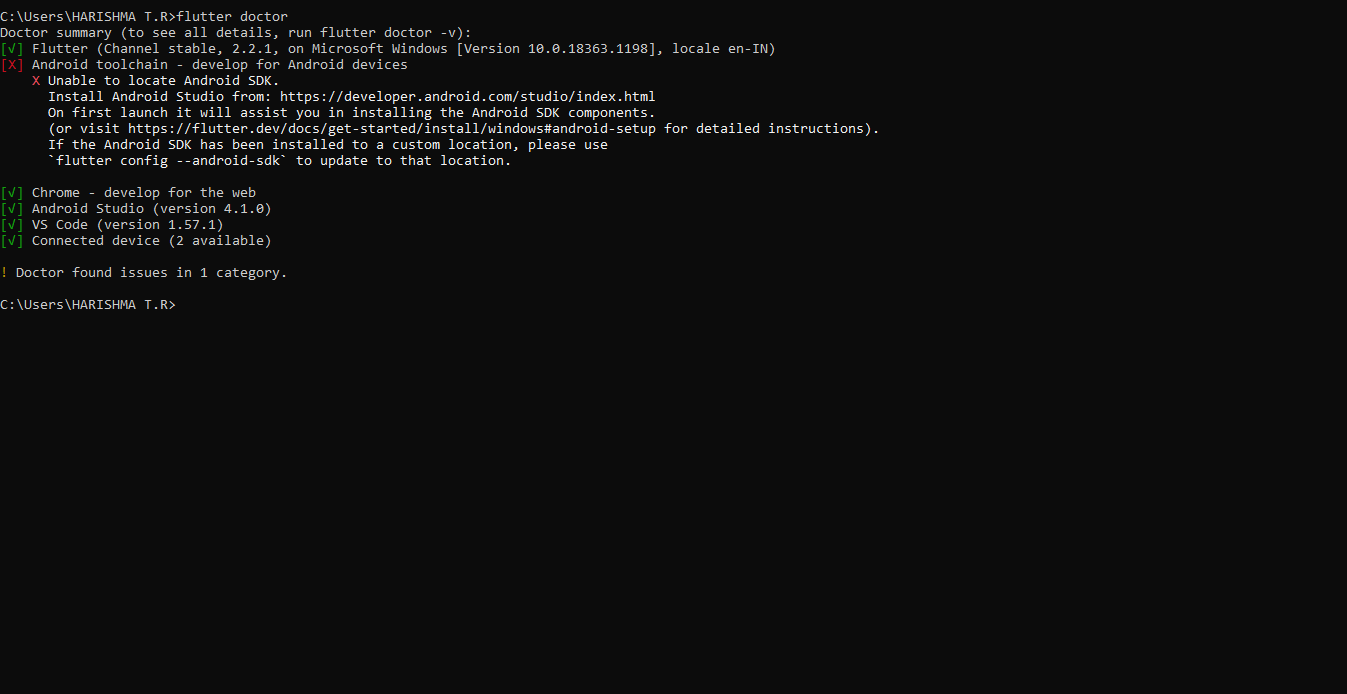 C:\Users\HARISHMA T.R>flutter doctor
Doctor summary (to see all details, run flutter doctor -v):
[√] Flutter (Channel stable, 2.2.1, on Microsoft Windows [Version 10.0.18363.1198], locale en-IN)
[X] Android toolchain - develop for Android devices
    X Unable to locate Android SDK.
      Install Android Studio from: https://developer.android.com/studio/index.html
      On first launch it will assist you in installing the Android SDK components.
      (or visit https://flutter.dev/docs/get-started/install/windows#android-setup for detailed instructions).
      If the Android SDK has been installed to a custom location, please use
      `flutter config --android-sdk` to update to that location.

[√] Chrome - develop for the web
[√] Android Studio (version 4.1.0)
[√] VS Code (version 1.57.1)
[√] Connected device (2 available)

! Doctor found issues in 1 category.

C:\Users\HARISHMA T.R>